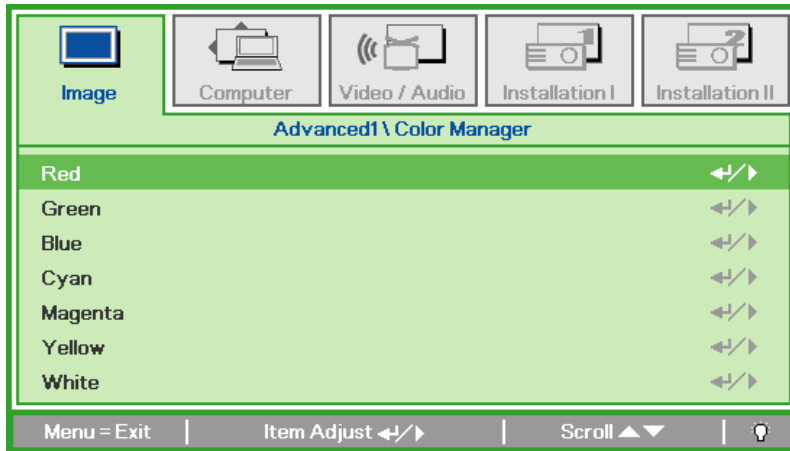 Image Computer Video / Audio Installation I Installation II
Advanced1 \ Color Manager
Red
Green
Blue
Cyan
Magenta
Yellow
White
Menu = Exit Item Adjust Scroll